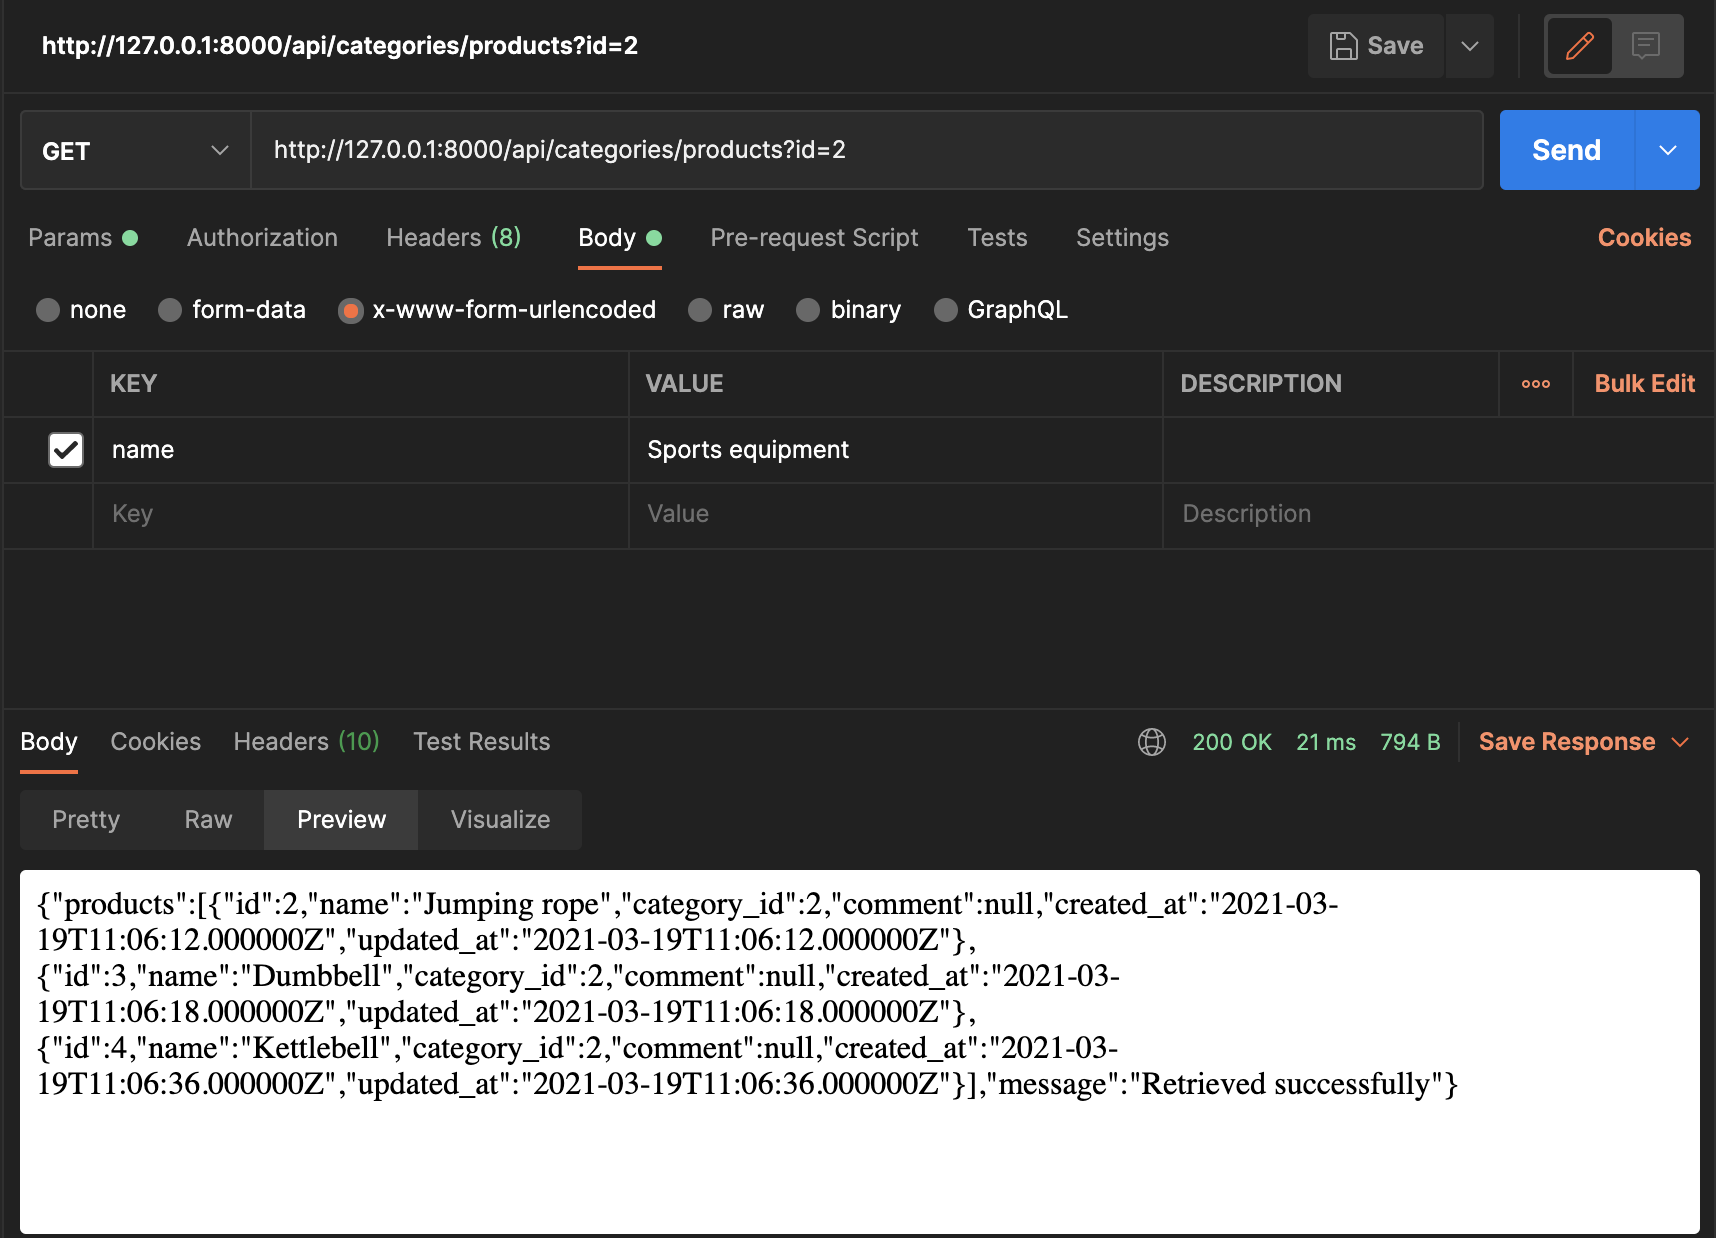 http://127.0.0.1:8000/api/categories/products?id=2
Save
GET
http://127.0.0.1:8000/api/categories/products?id=2
Send
Params
Authorization
Headers (8)
Body
Pre-request Script
Tests
Settings
Cookies
none
form-data
x-www-form-urlencoded
raw
binary
GraphQL
KEY
VALUE
DESCRIPTION
Bulk Edit
name
Sports equipment
Key
Value
Description
Body
Cookies
Headers (10)
Test Results
200 OK
21 ms
794 B
Save Response
Pretty
Raw
Preview
Visualize
{"products":[{"id":2,"name":"Jumping rope","category_id":2,"comment":null,"created_at":"2021-03-
19T11:06:12.000000Z","updated_at":"2021-03-19T11:06:12.000000Z"},
{"id":3,"name":"Dumbbell","category_id":2,"comment":null,"created_at":"2021-03-
19T11:06:18.000000Z","updated_at":"2021-03-19T11:06:18.000000Z"},
{"id":4,"name":"Kettlebell","category_id":2,"comment":null,"created_at":"2021-03-
19T11:06:36.000000Z","updated_at":"2021-03-19T11:06:36.000000Z"}],"message":"Retrieved successfully"}